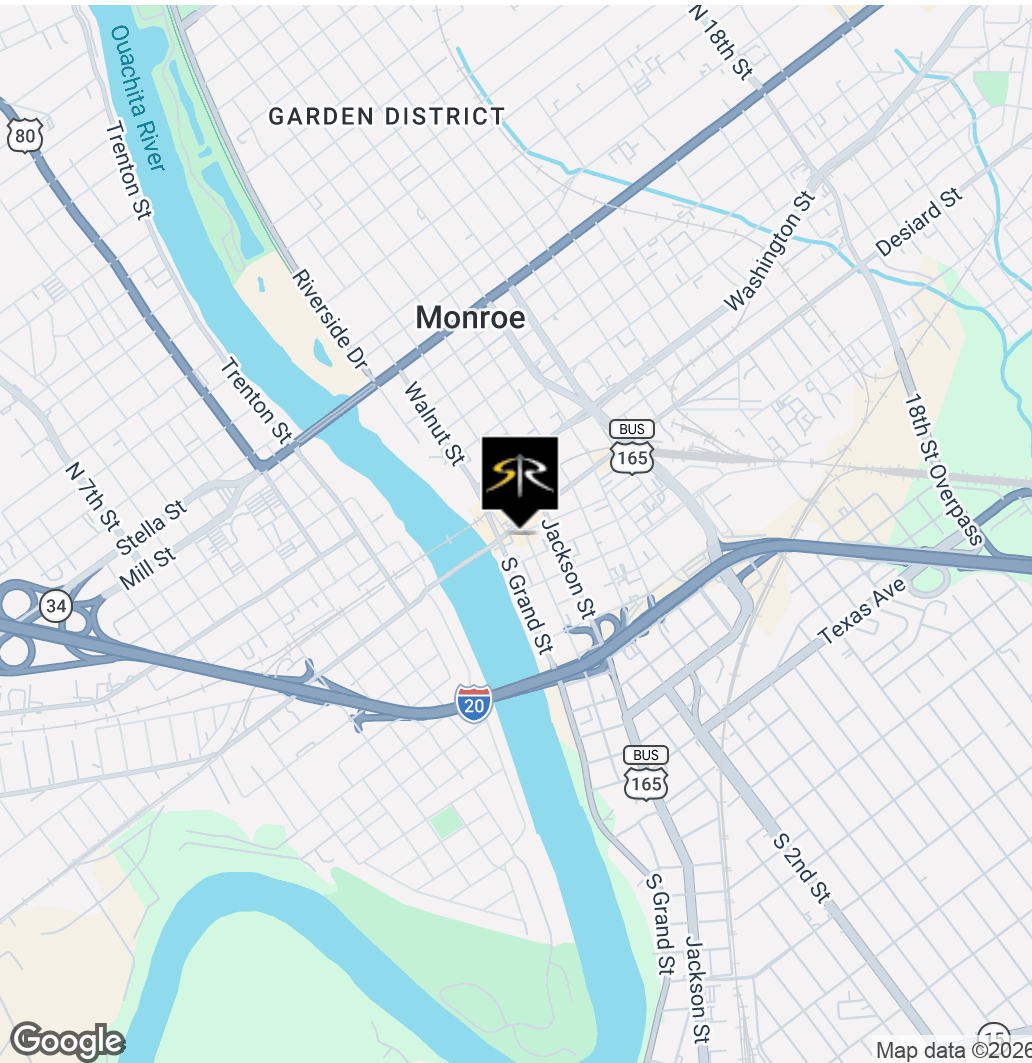 N 18th St
Ouachita River
GARDEN DISTRICT
80
Trenton St
Desiard St
Washington St
Riverside Dr
Monroe
Trenton St
Walnut St
18th St Overpass
BUS
165
N 7th St
SR
Stella St
Mill St
Jackson St
S Grand St
34
Texas Ave
20
BUS
165
S 2nd St
S Grand St
Jackson St
15
Google
Map data ©2026